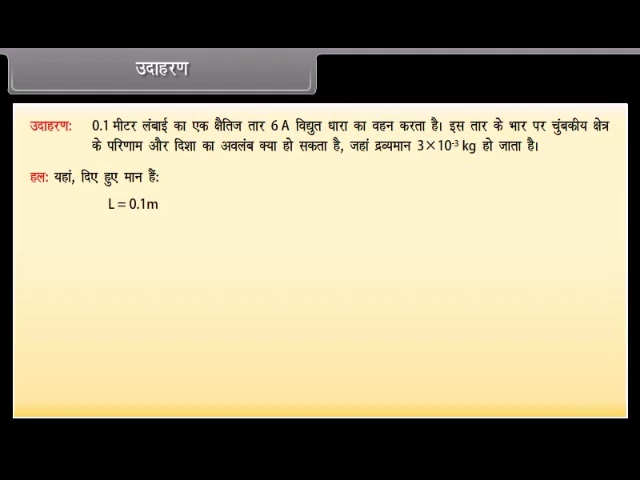 उदाहरण
उदाहरण: 0.1 मीटर लंबाई का एक क्षैतिज तार 6 A विद्युत धारा का वहन करता है। इस तार के भार पर चुंबकीय क्षेत्र
के परिणाम और दिशा का अवलंब क्या हो सकता है, जहां द्रव्यमान 3×10⁻³ kg हो जाता है।
हल: यहां, दिए हुए मान हैं:
L = 0.1m